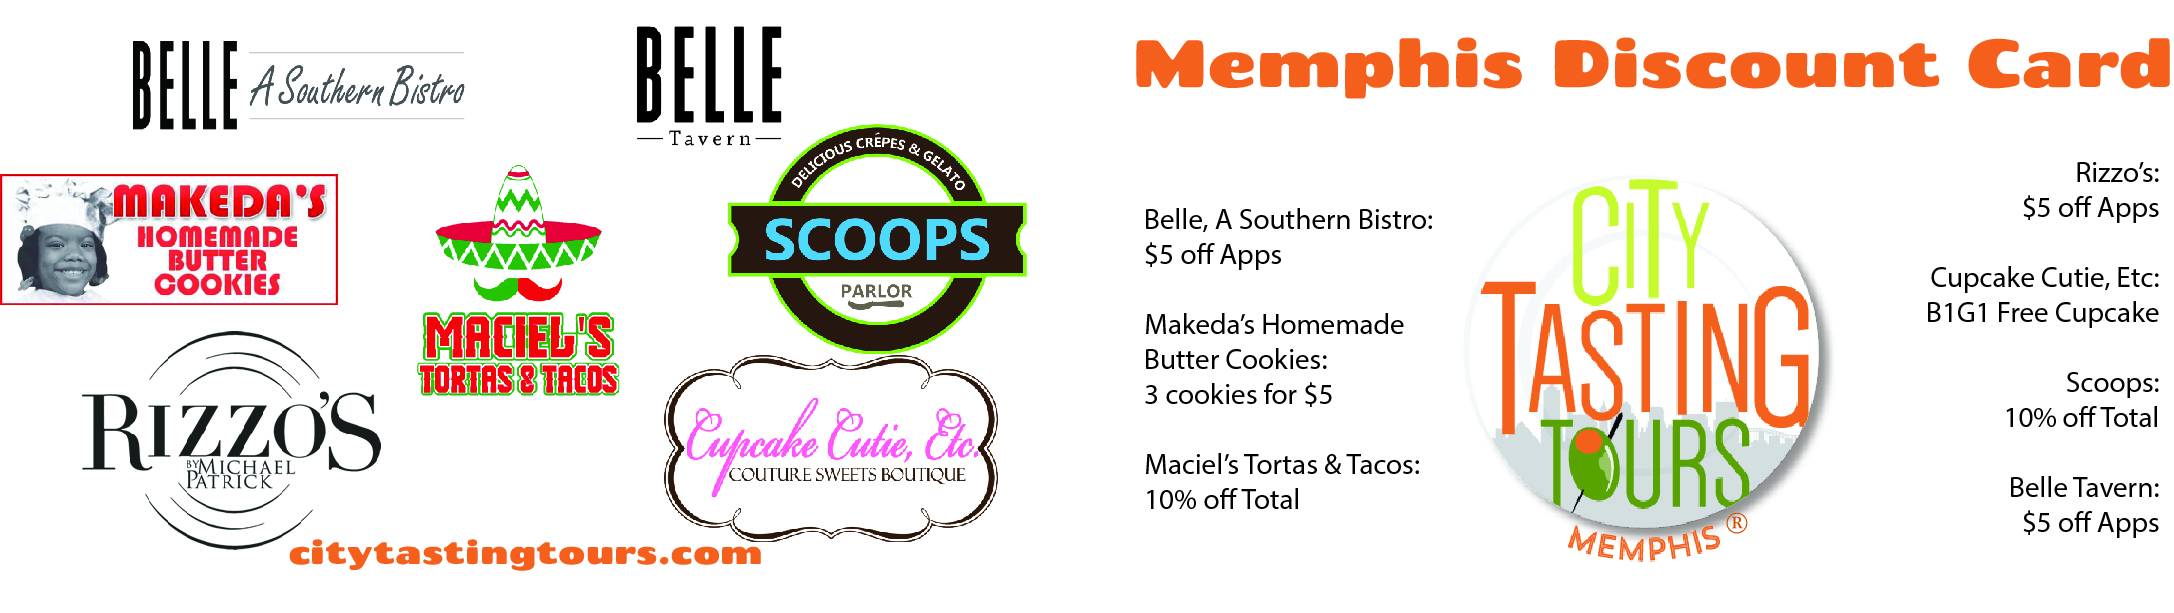 BELLE A Southern Bistro
BELLE
Tavern
MAKEDA'S
HOMEMADE
BUTTER
COOKIES
MACIEL'S
TORTAS & TACOS
DELICIOUS CRÉPES & GELATO
SCOOPS
PARLOR
RIZZO'S
BY MICHAEL
PATRICK
Cupcake Cutie, Etc.
COUTURE SWEETS BOUTIQUE
citytastingtours.com
Memphis Discount Card
Belle, A Southern Bistro:
$5 off Apps
Makeda’s Homemade
Butter Cookies:
3 cookies for $5
Maciel’s Tortas & Tacos:
10% off Total
CITY
TASTING
TOURS
MEMPHIS ®
Rizzo’s:
$5 off Apps
Cupcake Cutie, Etc:
B1G1 Free Cupcake
Scoops:
10% off Total
Belle Tavern:
$5 off Apps